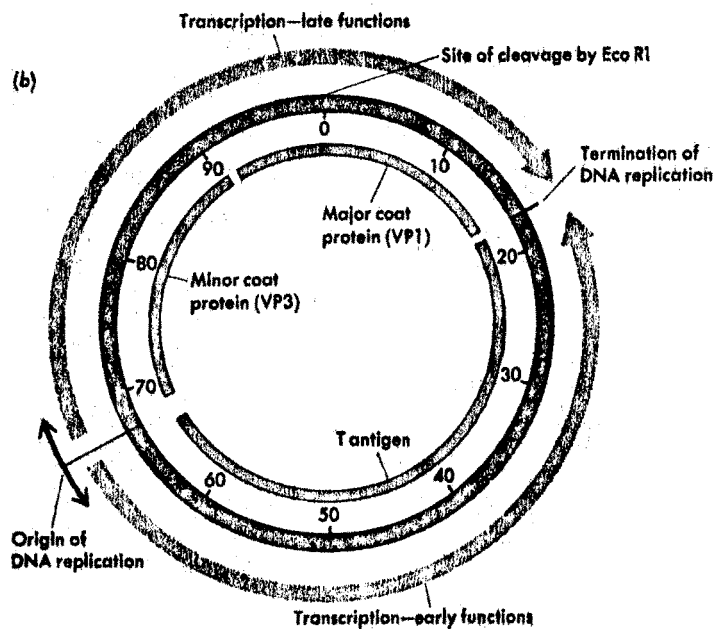 Transcription—late functions
(b)
Site of cleavage by Eco R1
0
10
90
Termination of
DNA replication
Major coat
protein (VP1)
20
80
Minor coat
protein (VP3)
30
70
T antigen
40
60
50
Origin of
DNA replication
Transcription—early functions